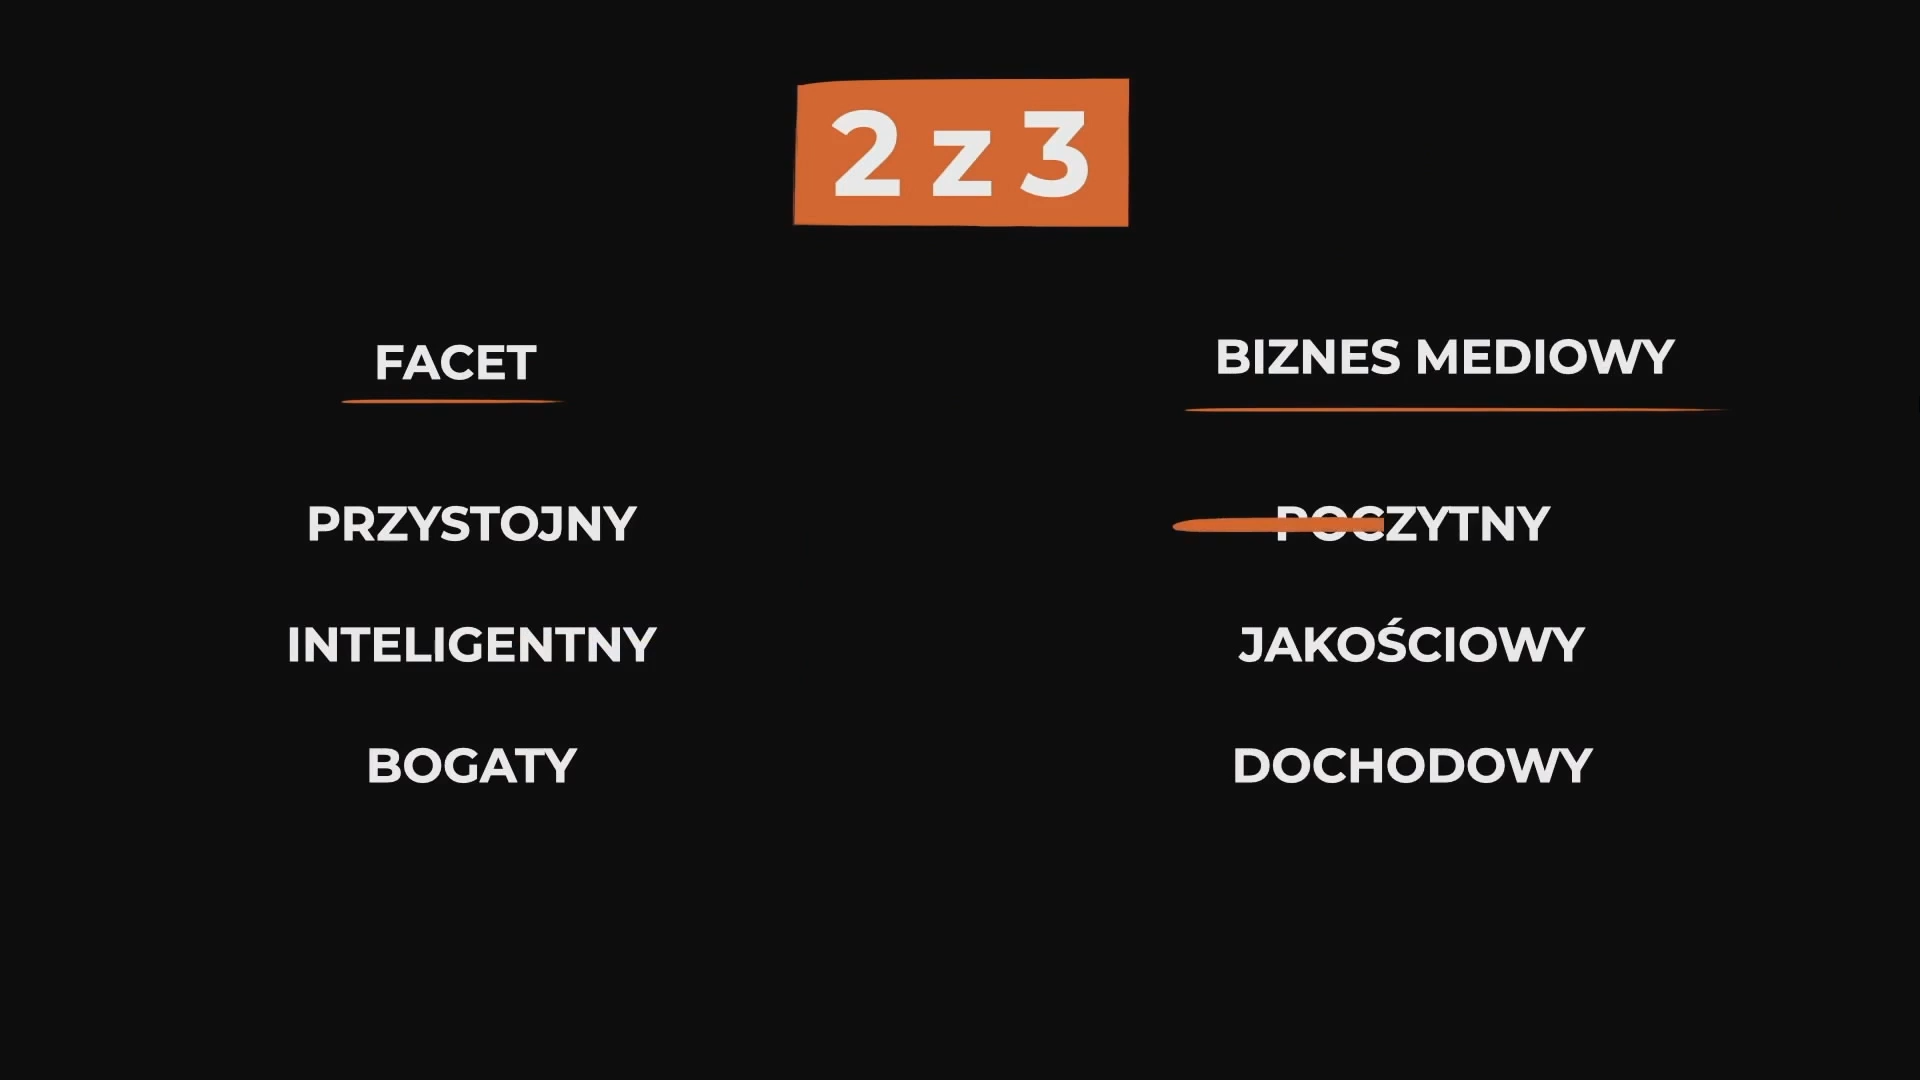 2 z 3
FACET
PRZYSTOJNY
INTELIGENTNY
BOGATY
BIZNES MEDIOWY
POCZYTNY
JAKOŚCIOWY
DOCHODOWY